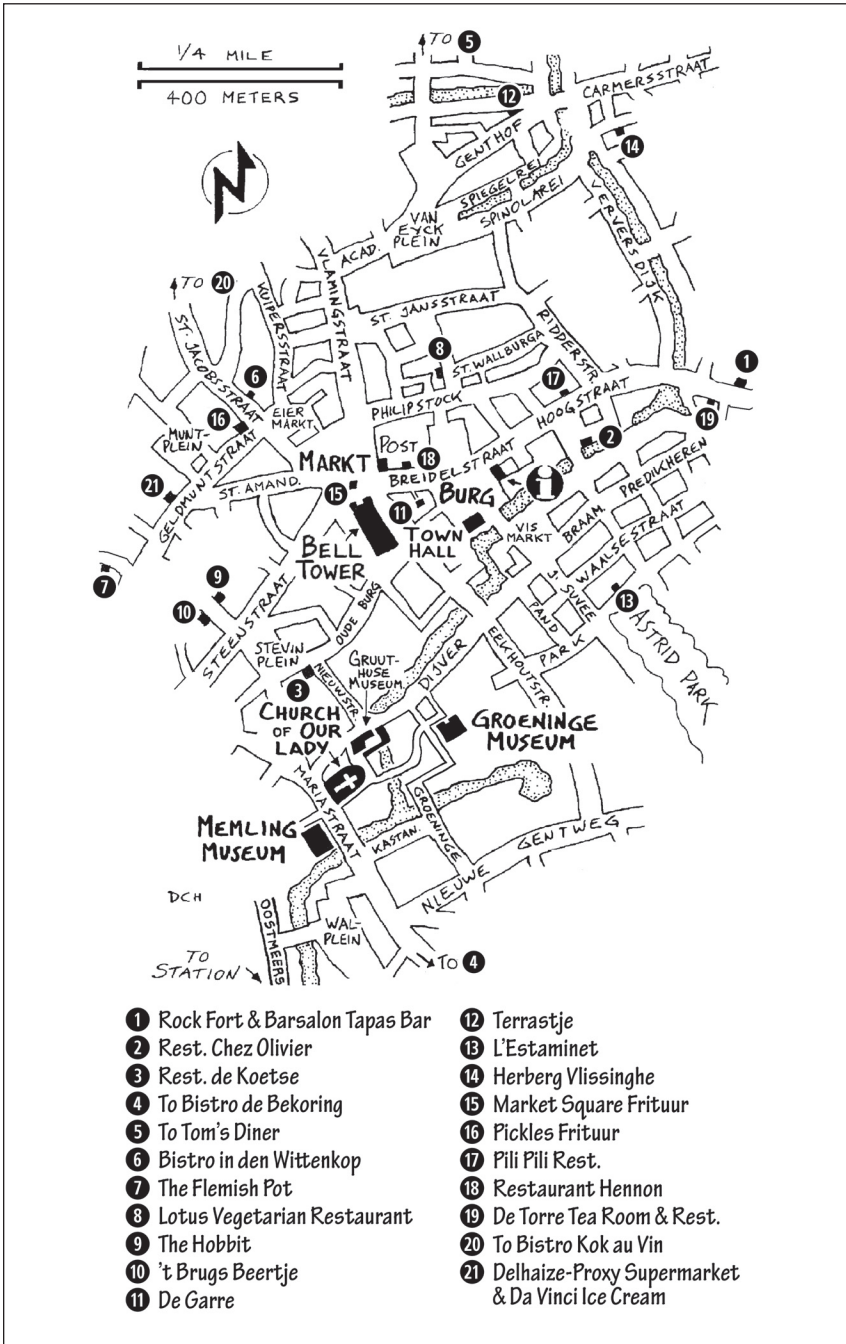 1/4 MILE
400 METERS
TO 5
N
CARMERSSTRAAT
12
GENTHOF
14
SPIEGELREI
SPINOLAREI
VERVERSDIJK
VAN
EYCK
PLEIN
ACAD.
VLAMINGSTRAAT
TO 20
KUIPERSSTRAAT
ST. JANSSTRAAT
RIDDERSTR.
ST. JACOBSSTRAAT
8
ST. WALLBURGA
1
6
17
HOOGSTRAAT
EIER
MARKT
PHILIPSTOCK
19
16
MUNT-
PLEIN
POST
2
18
MARKT
BREIDELSTRAAT
PREDIKHEREN
21
GELDMUNTSTRAAT
ST. AMAND.
15
BURG
i
11
BRAAM.
WAALSESTRAAT
TOWN
HALL
VIS
MARKT
BELL
TOWER
7
9
10
STEENSTRAAT
OUDE BURG
13
'T SWEE
PAND
ASTRID PARK
STEVIN
PLEIN
GRUUT-
HUSE
MUSEUM
DIJVER
EEKHOUTSTR.
PARK
3
NIEUWSTR.
CHURCH
OF OUR
LADY
GROENINGE
MUSEUM
MARIASTRAAT
GROENINGE
MEMLING
MUSEUM
KASTAN.
NIEUWE GENTWEG
DCH
OOSTMEERS
WAL-
PLEIN
TO
STATION
TO 4
1 Rock Fort & Barsalon Tapas Bar
2 Rest. Chez Olivier
3 Rest. de Koetse
4 To Bistro de Bekoring
5 To Tom's Diner
6 Bistro in den Wittenkop
7 The Flemish Pot
8 Lotus Vegetarian Restaurant
9 The Hobbit
10 't Brugs Beertje
11 De Garre
12 Terrastje
13 L'Estaminet
14 Herberg Vlissinghe
15 Market Square Frituur
16 Pickles Frituur
17 Pili Pili Rest.
18 Restaurant Hennon
19 De Torre Tea Room & Rest.
20 To Bistro Kok au Vin
21 Delhaize-Proxy Supermarket
& Da Vinci Ice Cream